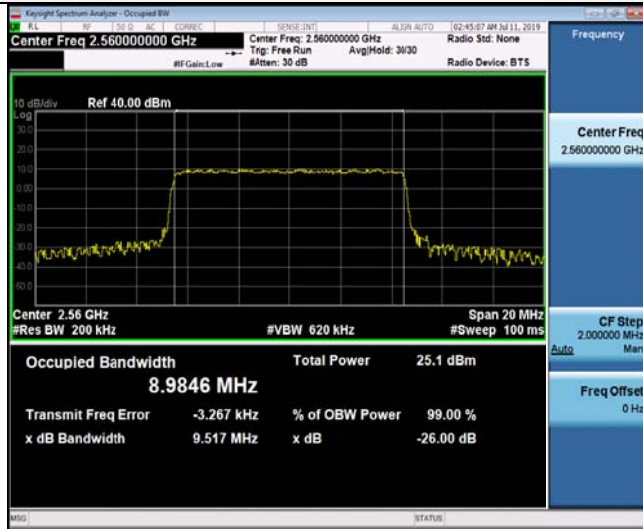 Keysight Spectrum Analyzer - Occupied BW
RL RF 50 Ω AC CORREC SENSE:INT ALIGN AUTO 02:45:07 AM Jul 11, 2019
Center Freq 2.560000000 GHz
Center Freq: 2.560000000 GHz
Radio Std: None
Trig: Free Run Avg|Hold: 30/30
#IFGain:Low #Atten: 30 dB Radio Device: BTS
Frequency
10 dB/div Ref 40.00 dBm
Log
30.0
20.0
10.0
0.00
-10.0
-20.0
-30.0
-40.0
Center Freq
2.560000000 GHz
Center 2.56 GHz Span 20 MHz
#Res BW 200 kHz #VBW 620 kHz #Sweep 100 ms
CF Step
2.000000 MHz
Auto Man
Occupied Bandwidth Total Power 25.1 dBm
8.9846 MHz
Transmit Freq Error -3.267 kHz % of OBW Power 99.00 %
x dB Bandwidth 9.517 MHz x dB -26.00 dB
Freq Offset
0 Hz
MSG STATUS